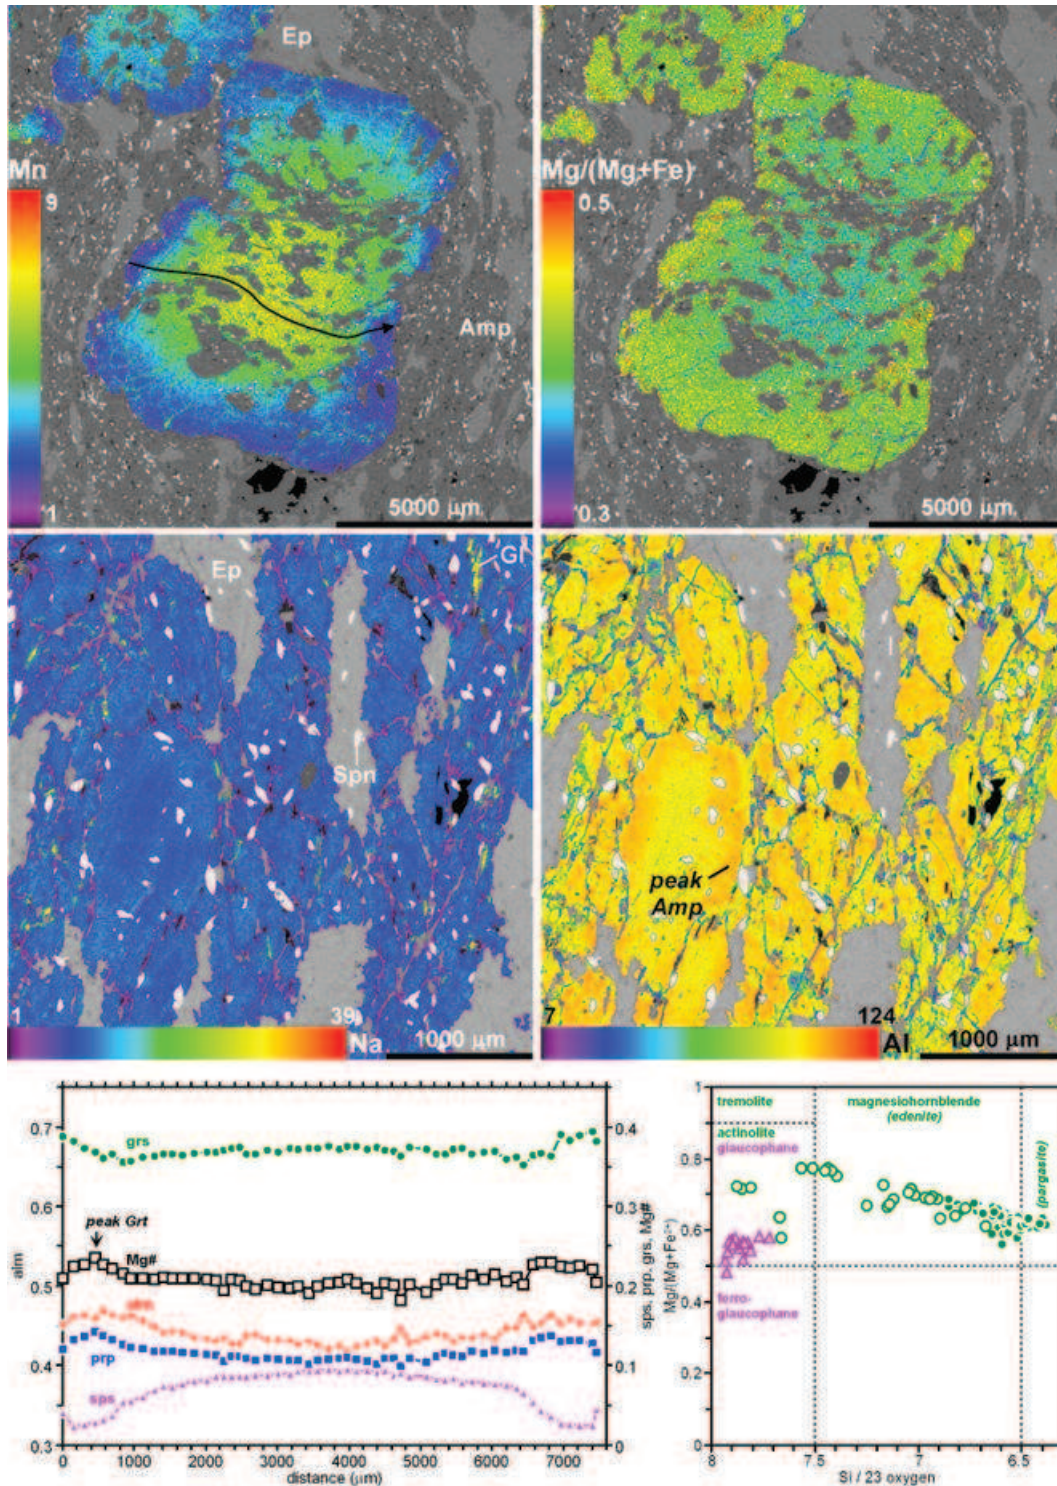 Ep
Mn
9
Amp
1
5000 μm
Mg/(Mg+Fe)
0.5
0.3
5000 μm
Ep
Gl
Spn
1
39
Na
1000 μm
peak
Amp
7
124
Al
1000 μm
0.7
0.5
0.4
0.3
alm
grs
peak Grt
Mg#
prp
sps
0.4
0.3
0.2
0.1
0
sps, prp, grs, Mg#
0
1000
2000
3000
4000
5000
6000
7000
distance (μm)
tremolite
magnesiohornblende
(edenite)
actinolite
glaucophane
(pargasite)
ferro-
glaucophane
1
0.8
0.6
0.4
0.2
0
Mg/(Mg+Fe²⁺)
8
7.5
7
6.5
Si / 23 oxygen